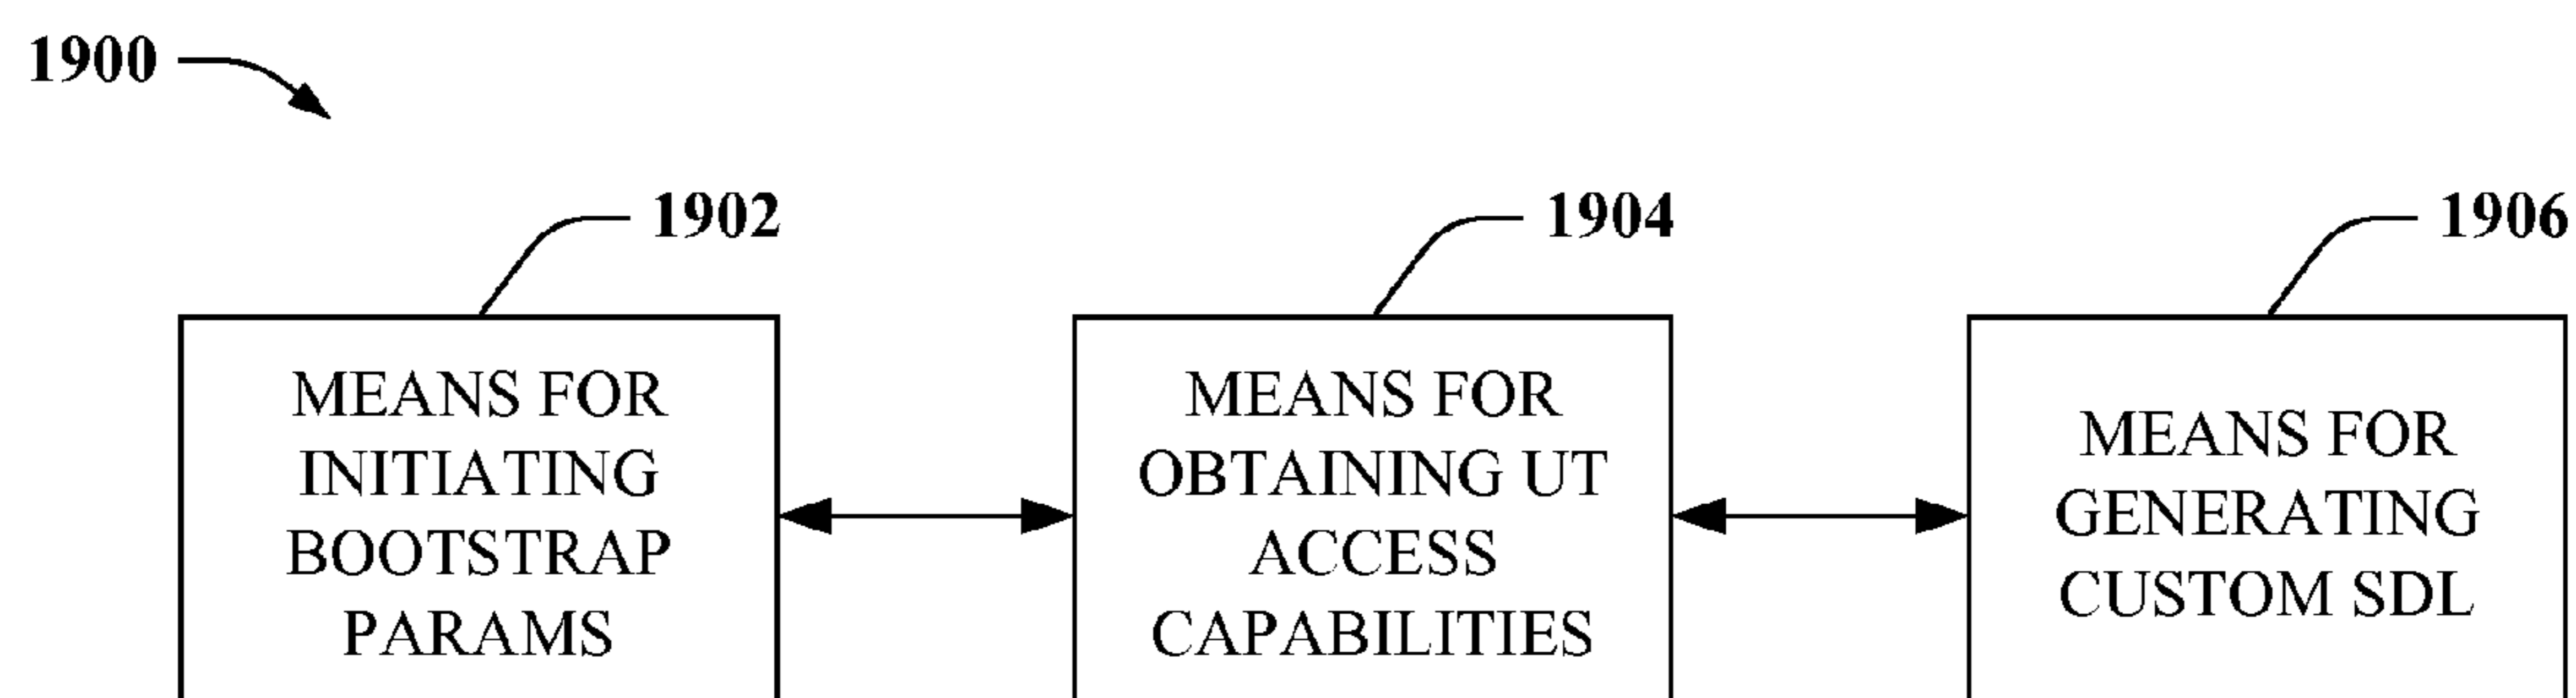 1900
1902
1904
1906
MEANS FOR
INITIATING
BOOTSTRAP
PARAMS
MEANS FOR
OBTAINING UT
ACCESS
CAPABILITIES
MEANS FOR
GENERATING
CUSTOM SDL